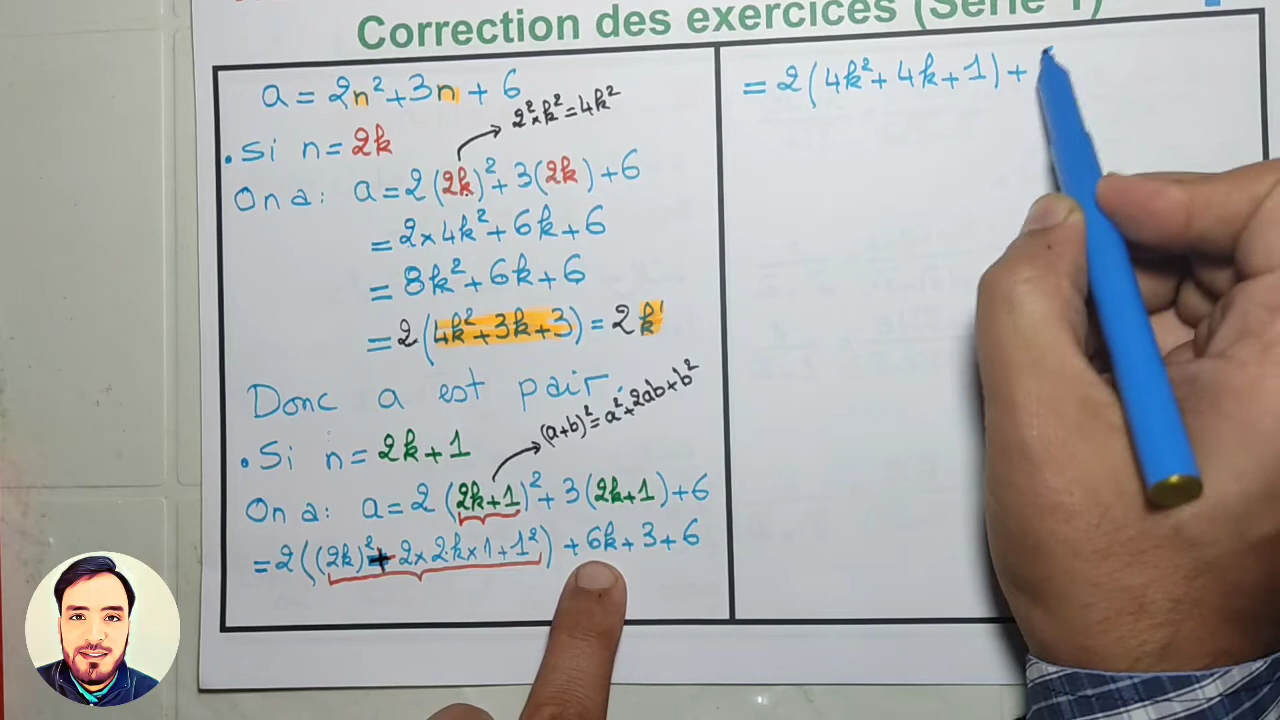 Correction des exercices (Série 1)
a = 2n² + 3n + 6
2² × k² = 4k²
. Si n = 2k
On a : a = 2(2k)² + 3(2k) + 6
= 2 × 4k² + 6k + 6
= 8k² + 6k + 6
= 2(4k² + 3k + 3) = 2k'
Donc a est pair.
(a+b)² = a² + 2ab + b²
. Si n = 2k + 1
On a : a = 2(2k+1)² + 3(2k+1) + 6
= 2((2k)² + 2 × 2k × 1 + 1²) + 6k + 3 + 6
= 2(4k² + 4k + 1) +